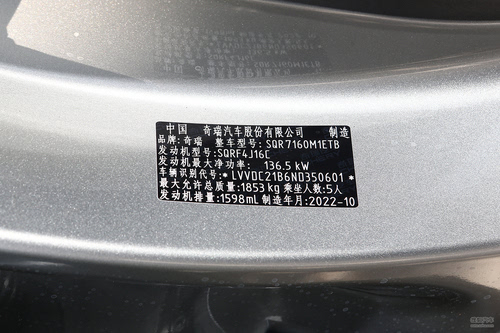 中国 奇瑞汽车股份有限公司 制造
品牌: 奇瑞 整车型号: SQR7160M1ETB
发动机型号: SQRF4J16C
发动机最大净功率: 136.5 kW
车辆识别代号: *LVVDC21B6ND350601*
最大允许总质量: 1853 kg 乘坐人数: 5人
发动机排量: 1598mL 制造年月: 2022-10